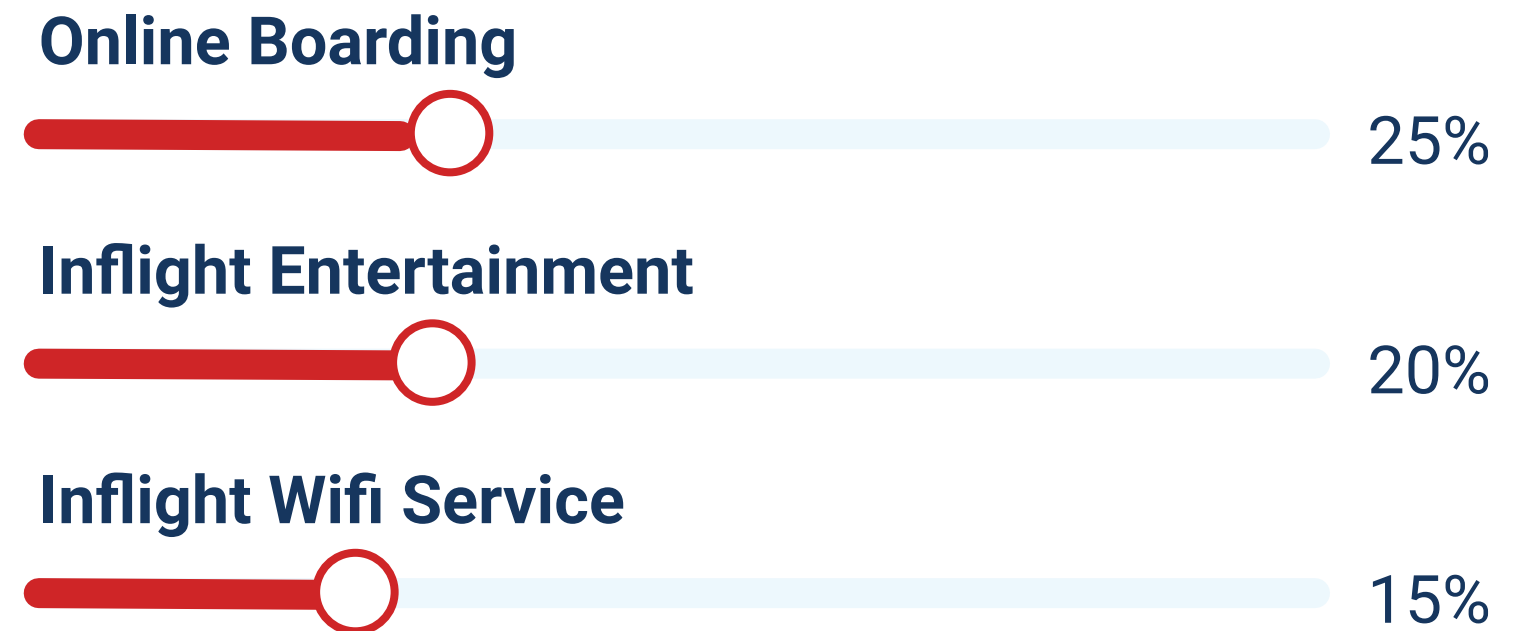 Online Boarding
25%
Inflight Entertainment
20%
Inflight Wifi Service
15%